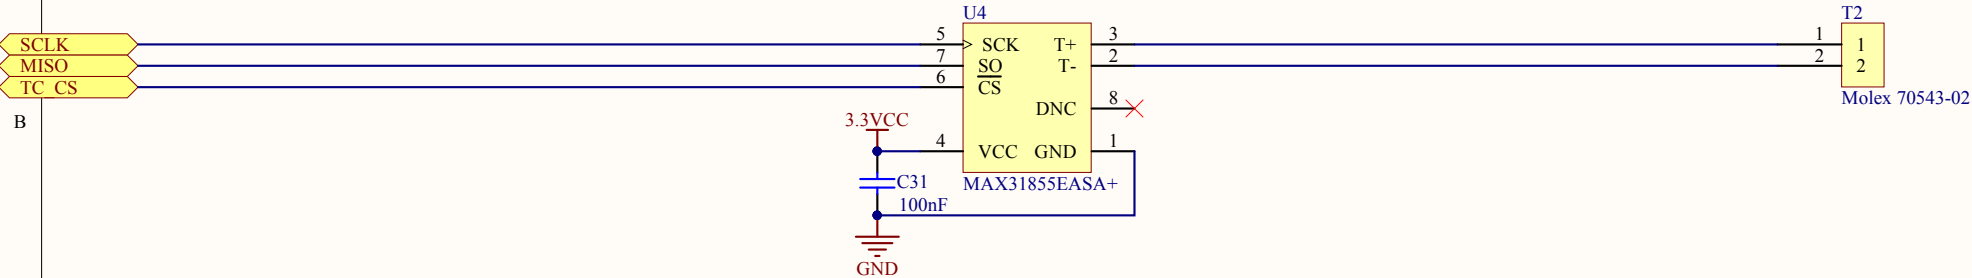 U4
T2
SCLK
5
SCK
T+
3
1
1
MISO
7
SO
T-
2
2
2
TC_CS
6
CS
DNC
8
Molex 70543-02
B
3.3VCC
4
VCC
GND
1
C31
MAX31855EASA+
100nF
GND